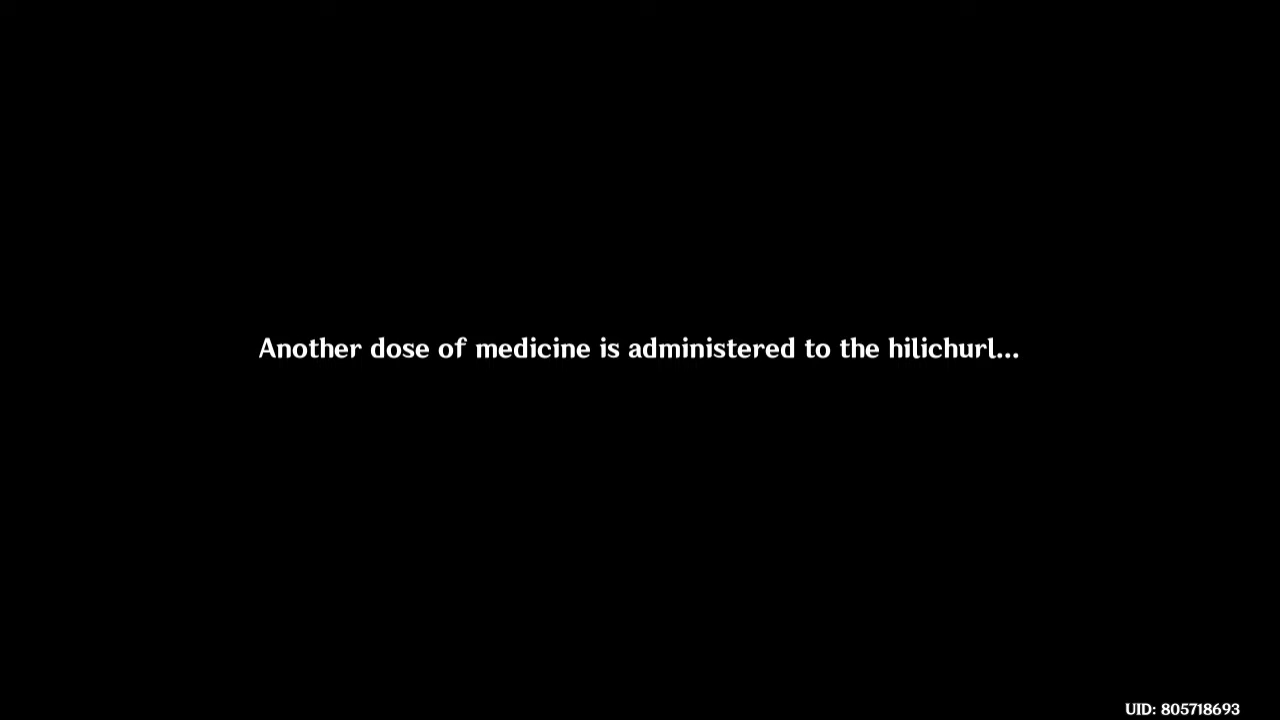 Another dose of medicine is administered to the hilichurl...
UID: 805718693